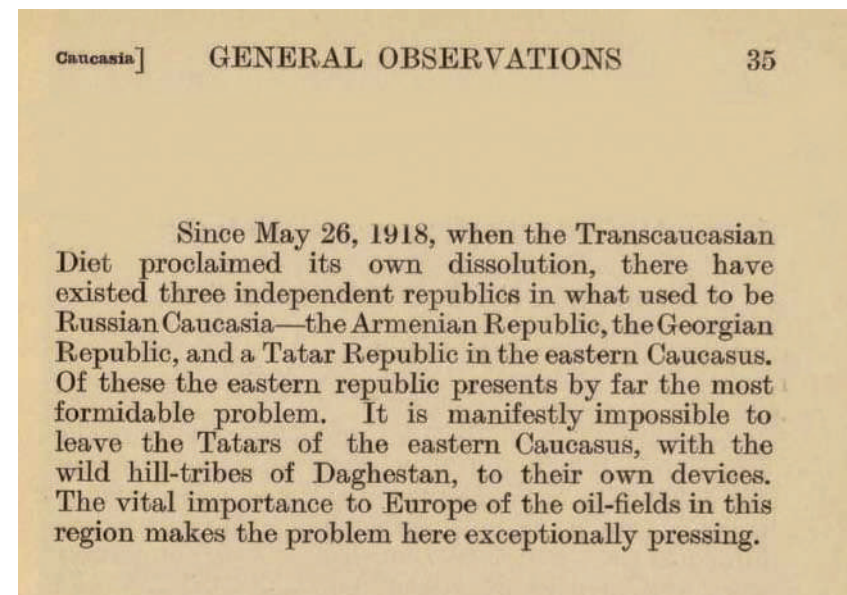 Caucasia] GENERAL OBSERVATIONS 35
Since May 26, 1918, when the Transcaucasian
Diet proclaimed its own dissolution, there have
existed three independent republics in what used to be
Russian Caucasia—the Armenian Republic, the Georgian
Republic, and a Tatar Republic in the eastern Caucasus.
Of these the eastern republic presents by far the most
formidable problem. It is manifestly impossible to
leave the Tatars of the eastern Caucasus, with the
wild hill-tribes of Daghestan, to their own devices.
The vital importance to Europe of the oil-fields in this
region makes the problem here exceptionally pressing.